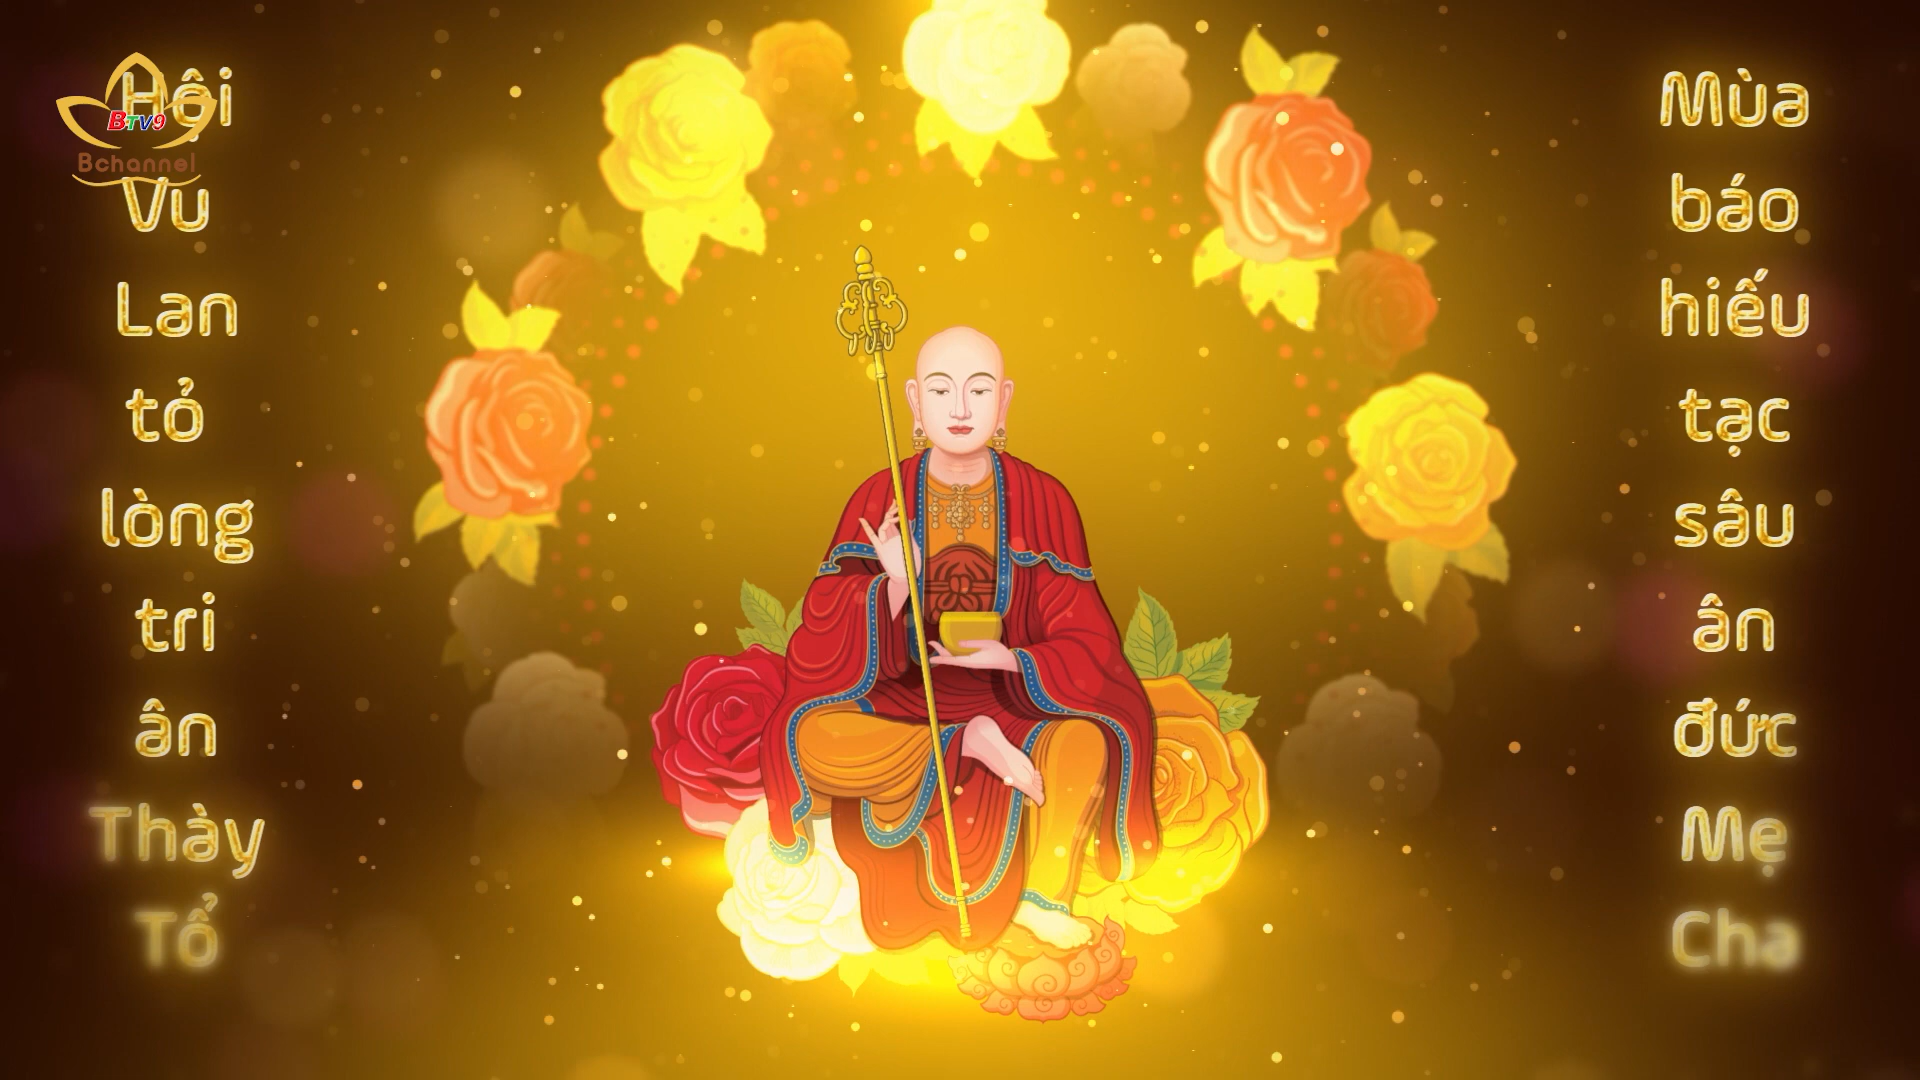 Hội
Vu
Lan
tỏ
lòng
tri
ân
Thày
Tổ
Mùa
báo
hiếu
tạc
sâu
ân
đức
Mẹ
Cha
BTV9
Bchannel